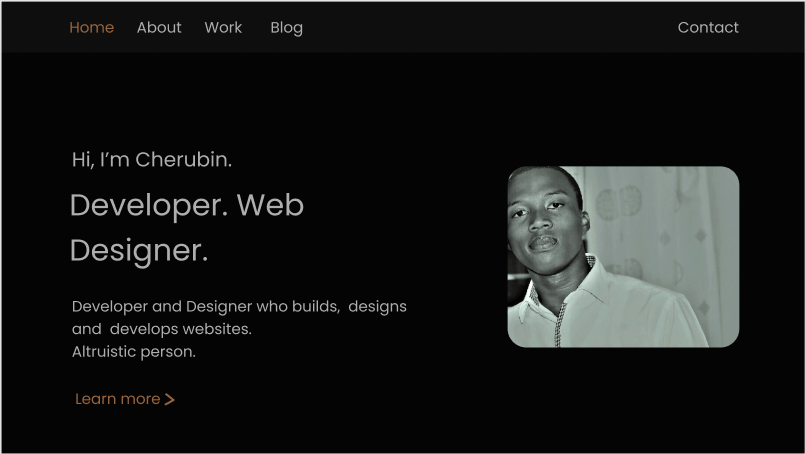 Home About Work Blog Contact
Hi, I’m Cherubin.
Developer. Web
Designer.
Developer and Designer who builds,  designs
and  develops websites.
Altruistic person.
Learn more >